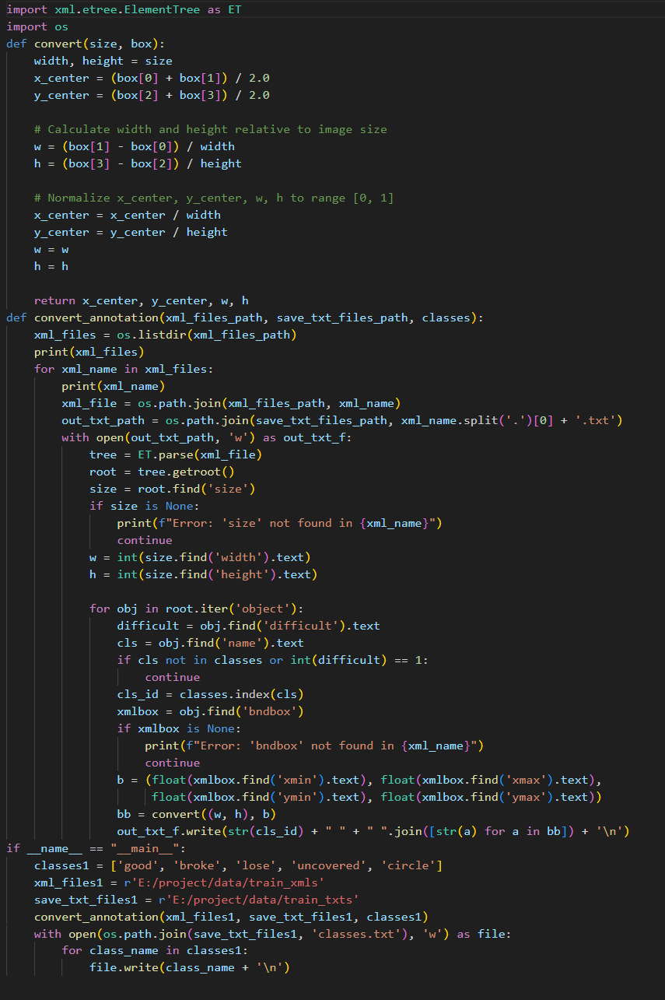 import xml.etree.ElementTree as ET
import os
def convert(size, box):
    width, height = size
    x_center = (box[0] + box[1]) / 2.0
    y_center = (box[2] + box[3]) / 2.0

    # Calculate width and height relative to image size
    w = (box[1] - box[0]) / width
    h = (box[3] - box[2]) / height

    # Normalize x_center, y_center, w, h to range [0, 1]
    x_center = x_center / width
    y_center = y_center / height
    w = w
    h = h

    return x_center, y_center, w, h
def convert_annotation(xml_files_path, save_txt_files_path, classes):
    xml_files = os.listdir(xml_files_path)
    print(xml_files)
    for xml_name in xml_files:
        print(xml_name)
        xml_file = os.path.join(xml_files_path, xml_name)
        out_txt_path = os.path.join(save_txt_files_path, xml_name.split('.')[0] + '.txt')
        with open(out_txt_path, 'w') as out_txt_f:
            tree = ET.parse(xml_file)
            root = tree.getroot()
            size = root.find('size')
            if size is None:
                print(f"Error: 'size' not found in {xml_name}")
                continue
            w = int(size.find('width').text)
            h = int(size.find('height').text)

            for obj in root.iter('object'):
                difficult = obj.find('difficult').text
                cls = obj.find('name').text
                if cls not in classes or int(difficult) == 1:
                    continue
                cls_id = classes.index(cls)
                xmlbox = obj.find('bndbox')
                if xmlbox is None:
                    print(f"Error: 'bndbox' not found in {xml_name}")
                    continue
                b = (float(xmlbox.find('xmin').text), float(xmlbox.find('xmax').text),
                     float(xmlbox.find('ymin').text), float(xmlbox.find('ymax').text))
                bb = convert((w, h), b)
                out_txt_f.write(str(cls_id) + " " + " ".join([str(a) for a in bb]) + '\n')
if __name__ == "__main__":
    classes1 = ['good', 'broke', 'lose', 'uncovered', 'circle']
    xml_files1 = r'E:/project/data/train_xmls'
    save_txt_files1 = r'E:/project/data/train_txts'
    convert_annotation(xml_files1, save_txt_files1, classes1)
    with open(os.path.join(save_txt_files1, 'classes.txt'), 'w') as file:
        for class_name in classes1:
            file.write(class_name + '\n')